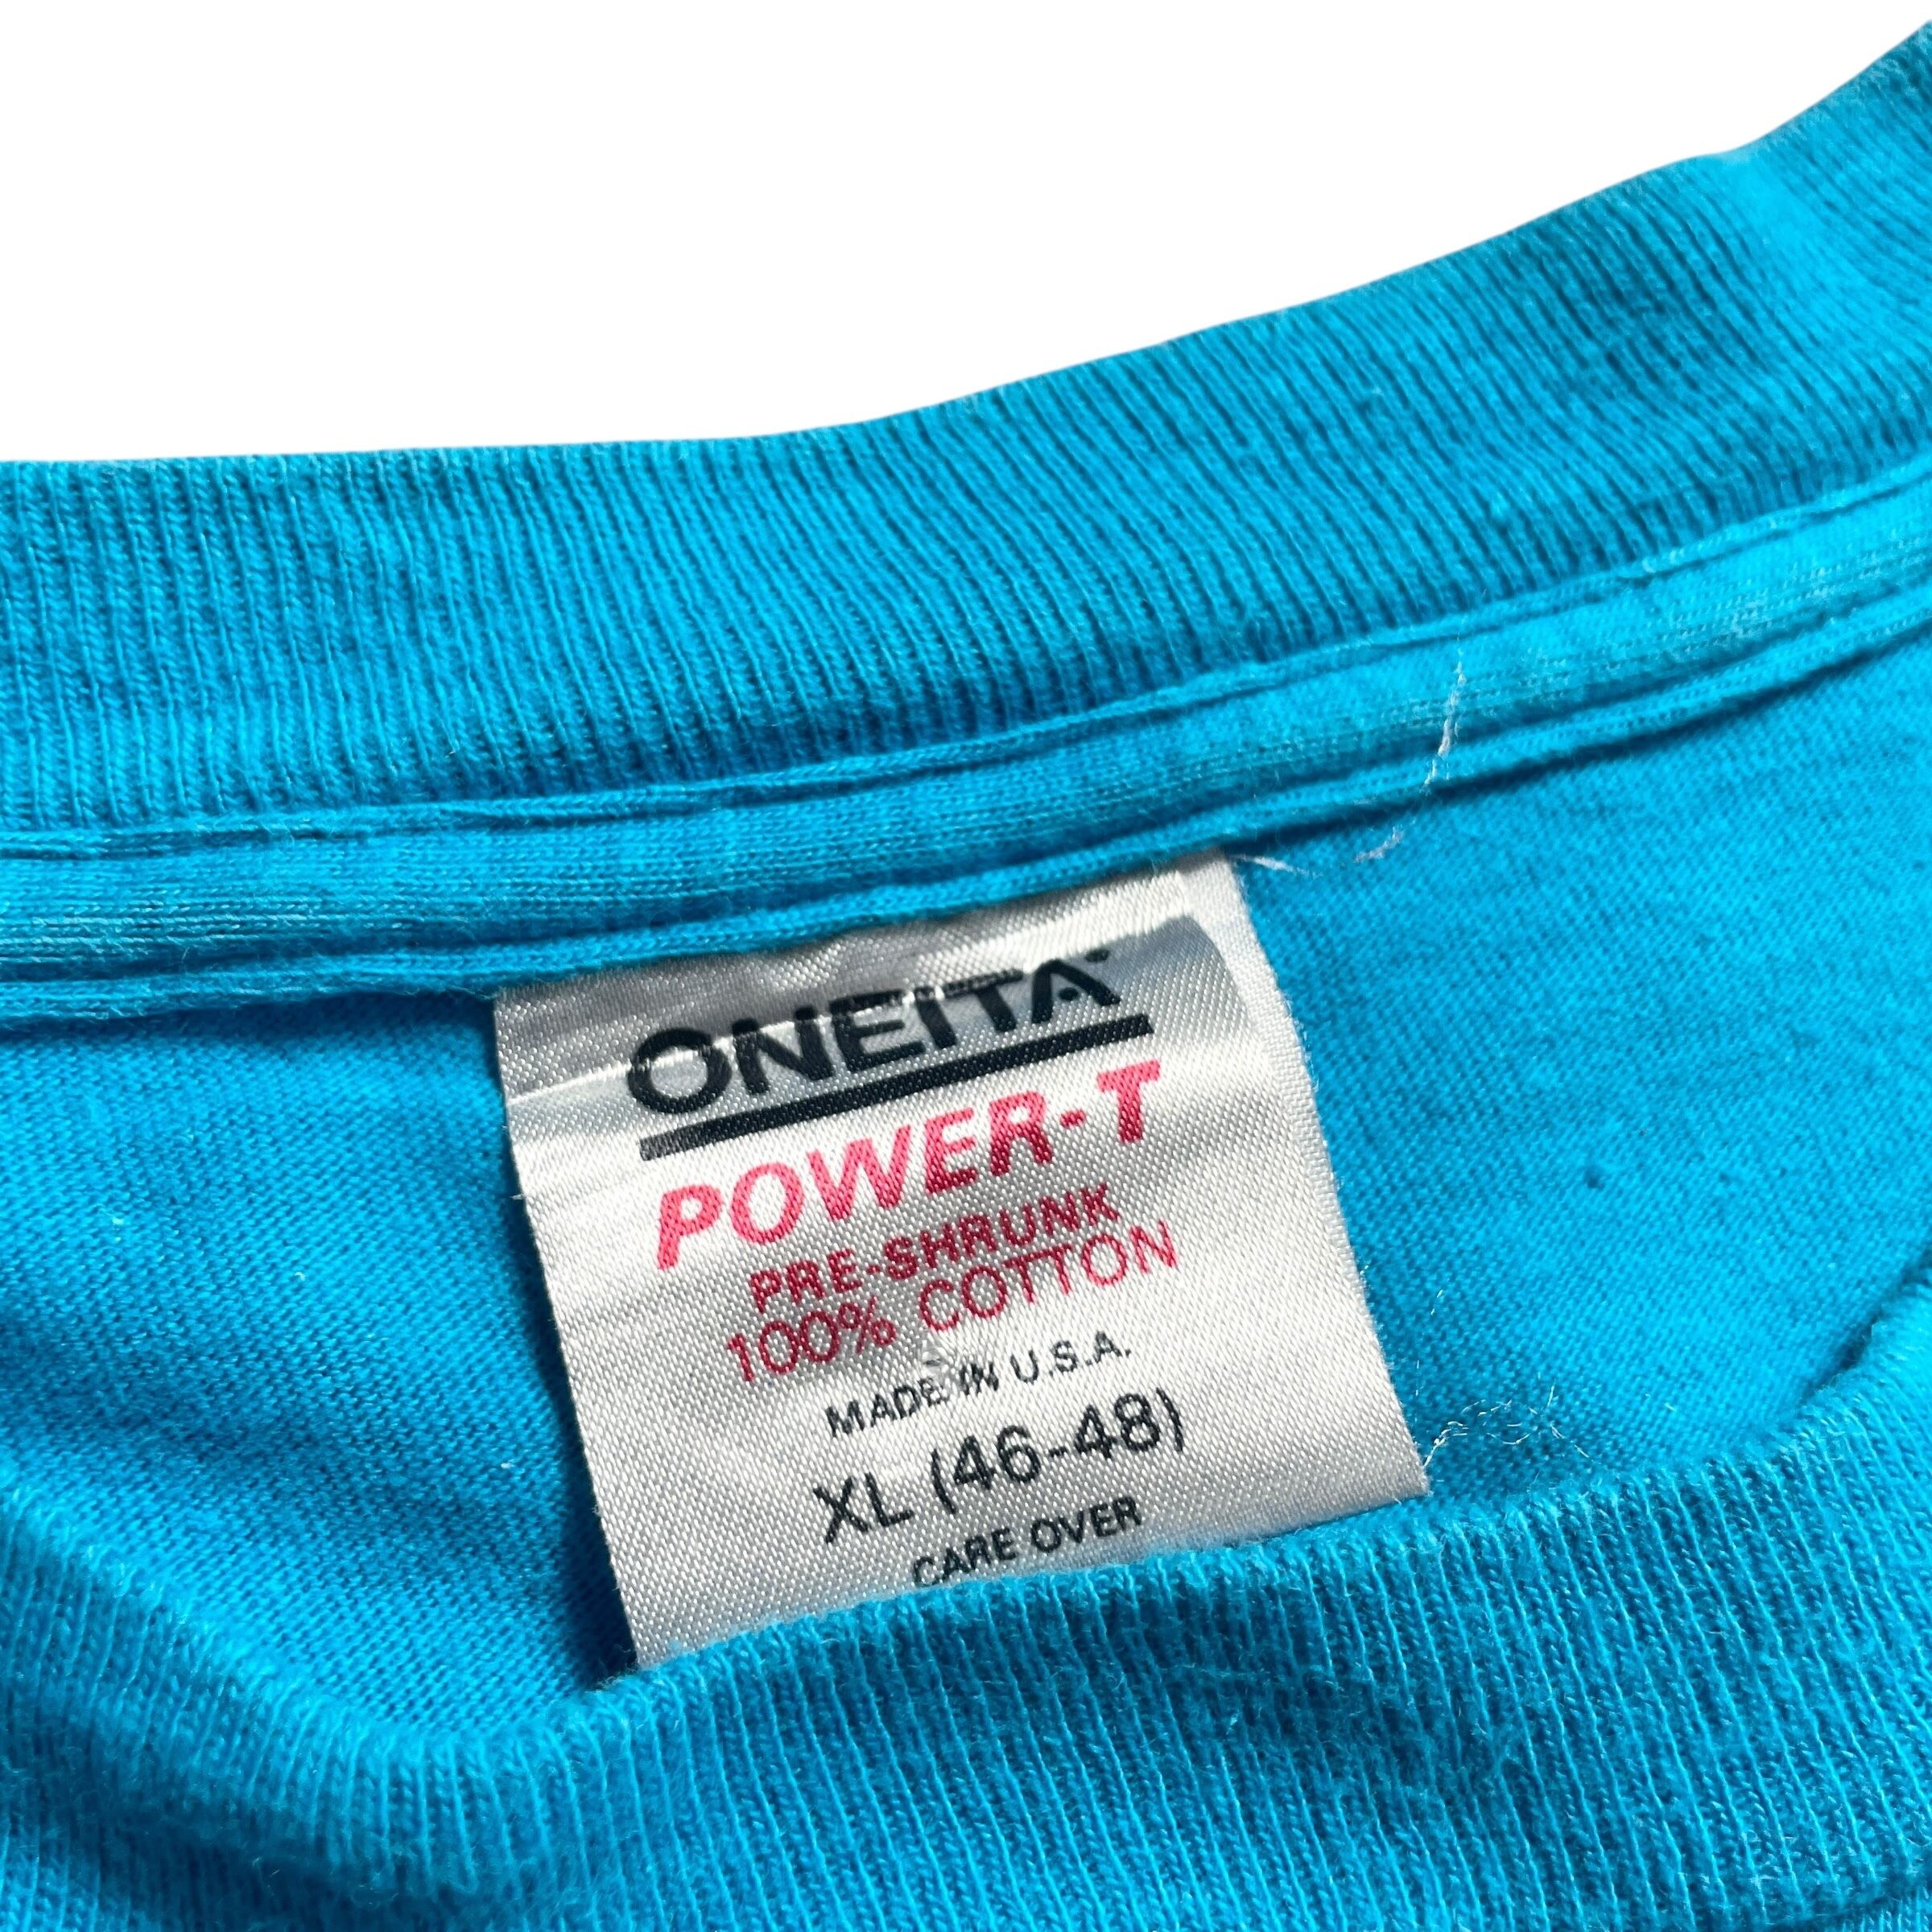 ONEITA
POWER-T
PRE-SHRUNK
100% COTTON
MADE IN U.S.A.
XL (46-48)
CARE OVER